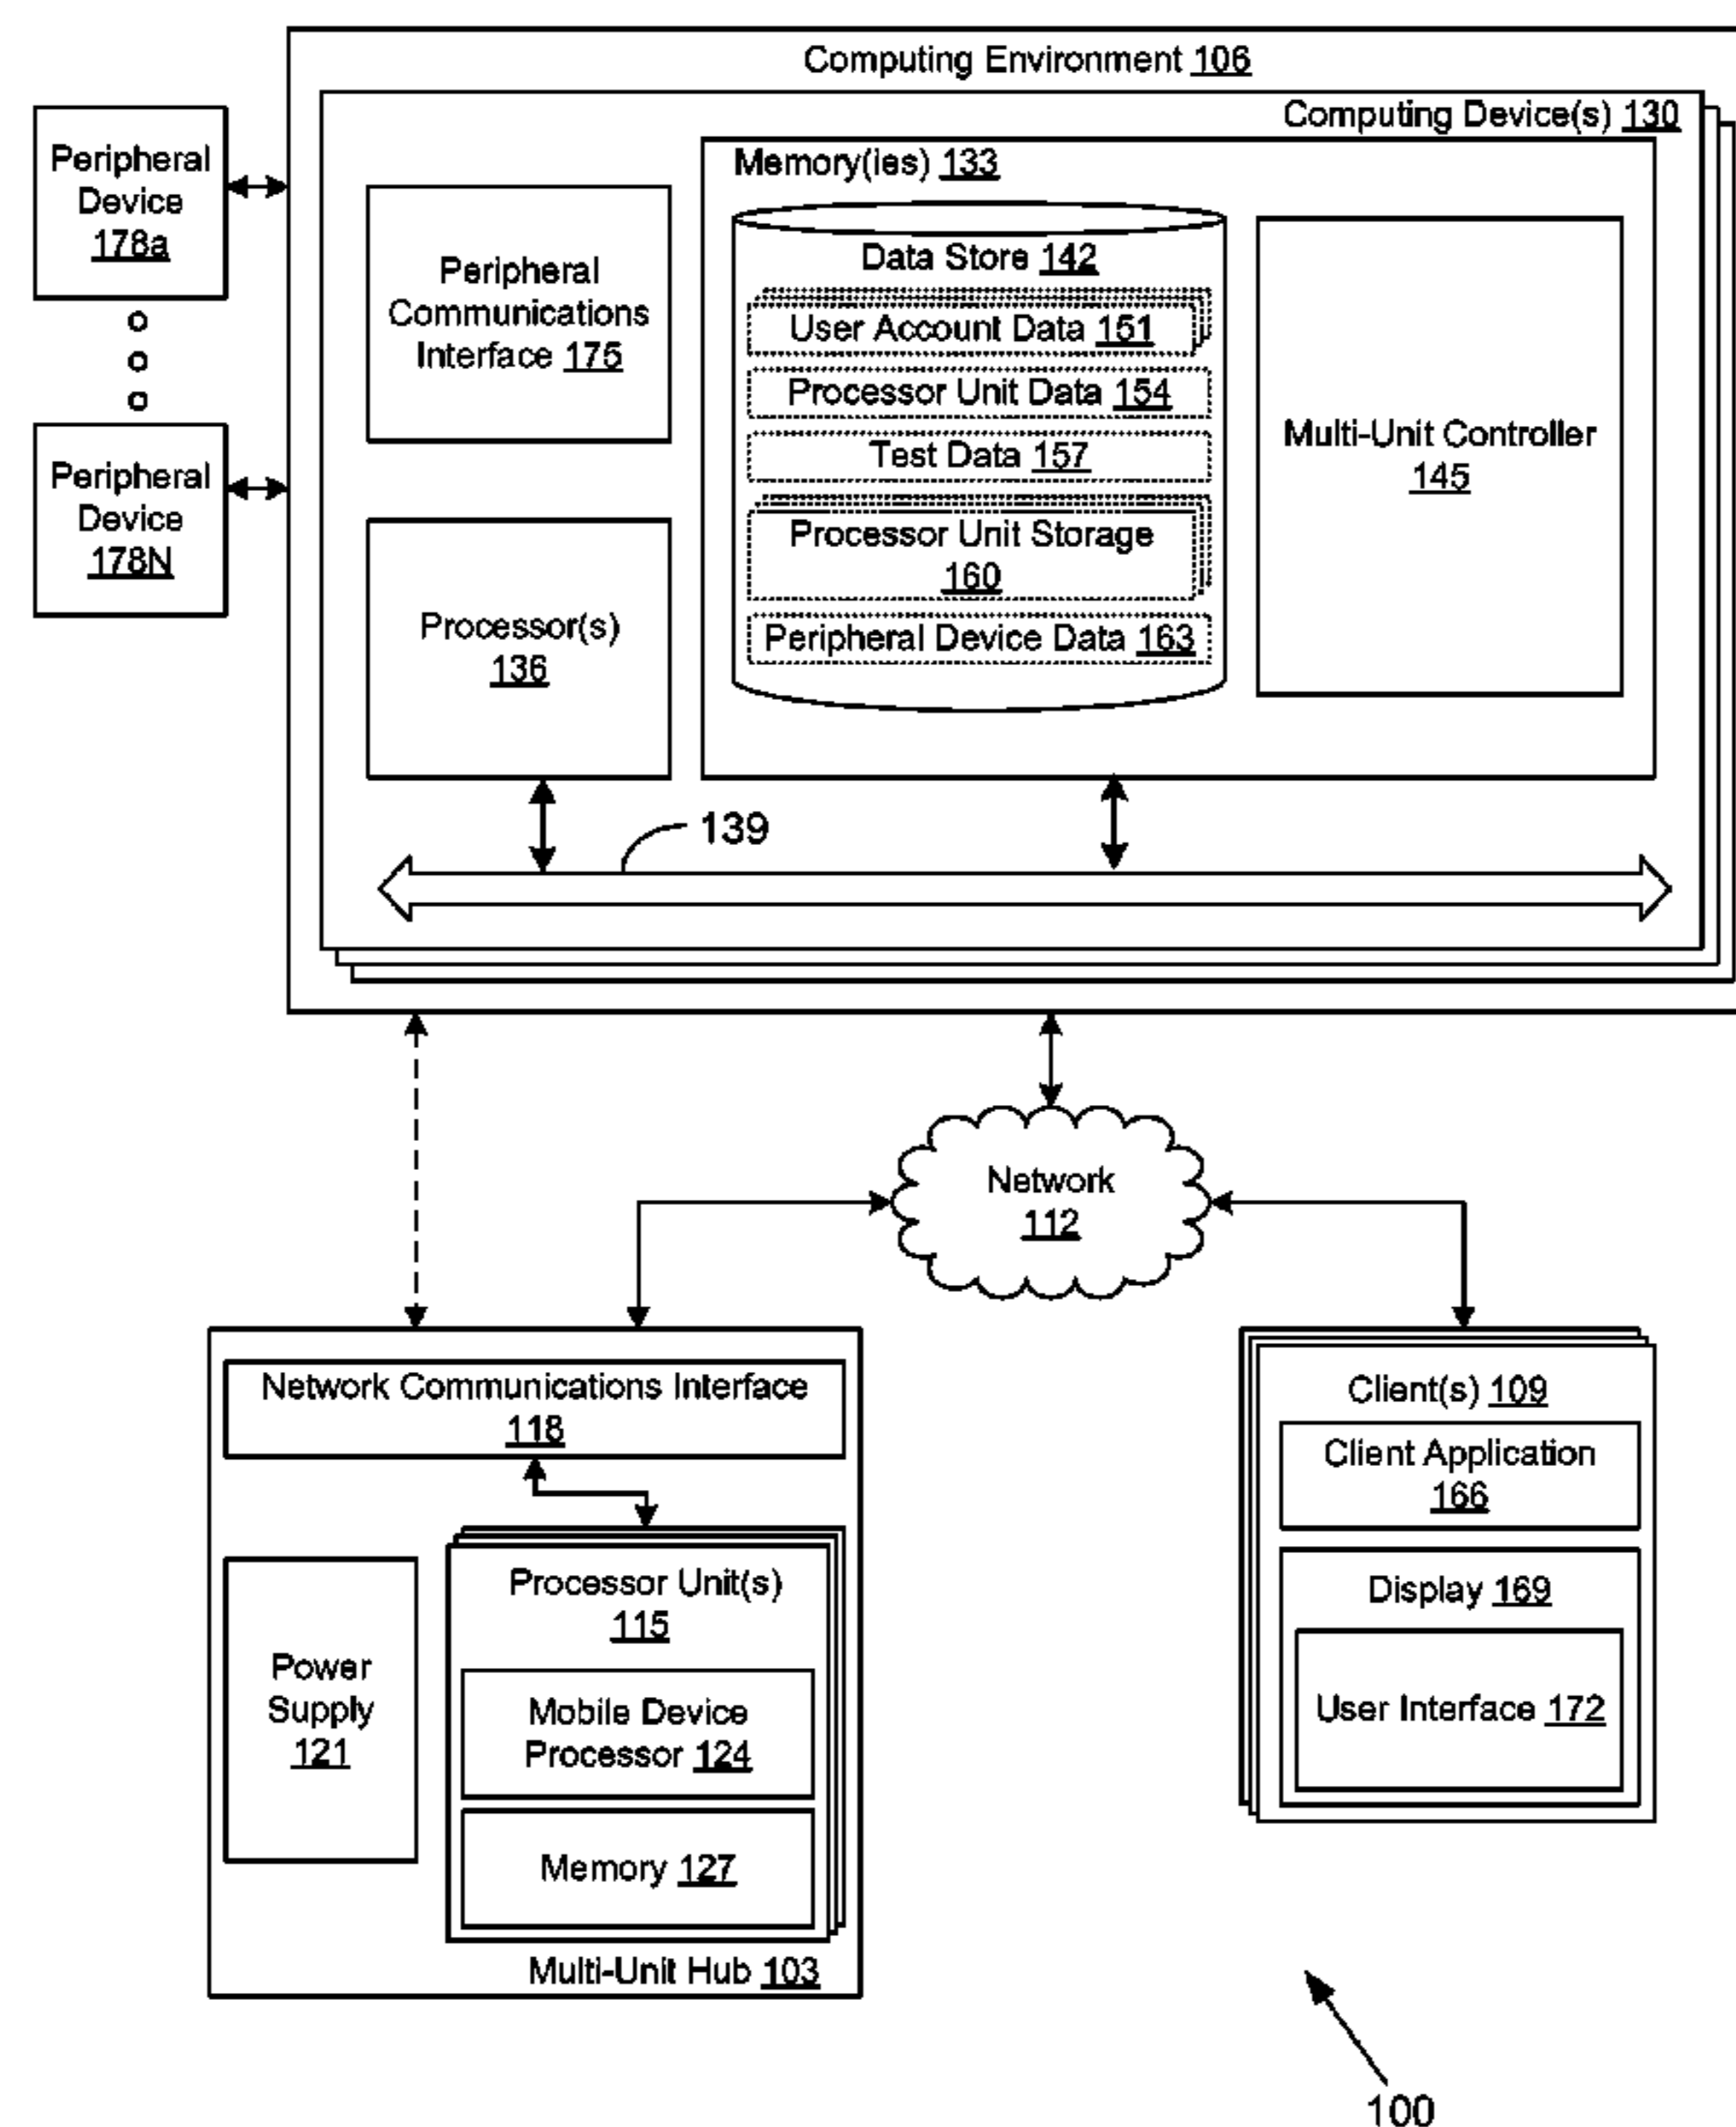 Computing Environment 106
Computing Device(s) 130
Peripheral
Device
178a
Peripheral
Device
178N
Peripheral
Communications
Interface 175
Processor(s)
136
Memory(ies) 133
Data Store 142
User Account Data 151
Processor Unit Data 154
Test Data 157
Processor Unit Storage
160
Peripheral Device Data 163
Multi-Unit Controller
145
139
Network
112
Network Communications Interface
118
Power
Supply
121
Processor Unit(s)
115
Mobile Device
Processor 124
Memory 127
Multi-Unit Hub 103
Client(s) 109
Client Application
166
Display 169
User Interface 172
100